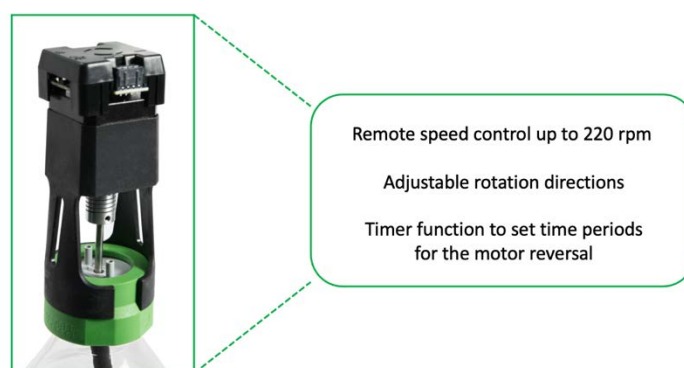 Remote speed control up to 220 rpm
Adjustable rotation directions
Timer function to set time periods
for the motor reversal